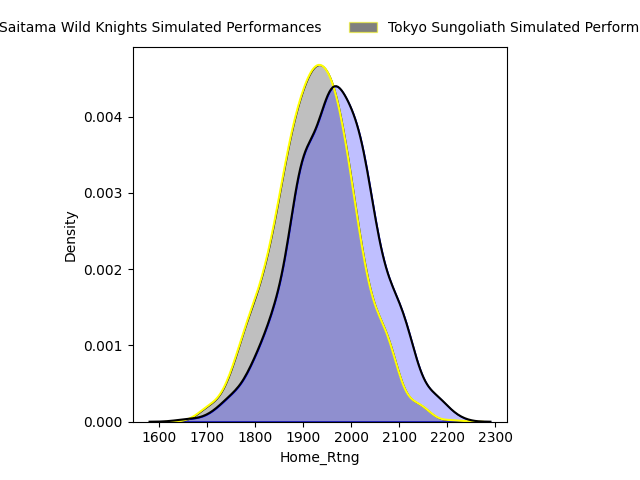 Saitama Wild Knights Simulated Performances
Tokyo Sungoliath Simulated Perform
0.004
0.003
0.002
0.001
0.000
Density
1600 1700 1800 1900 2000 2100 2200 2300
Home_Rtng